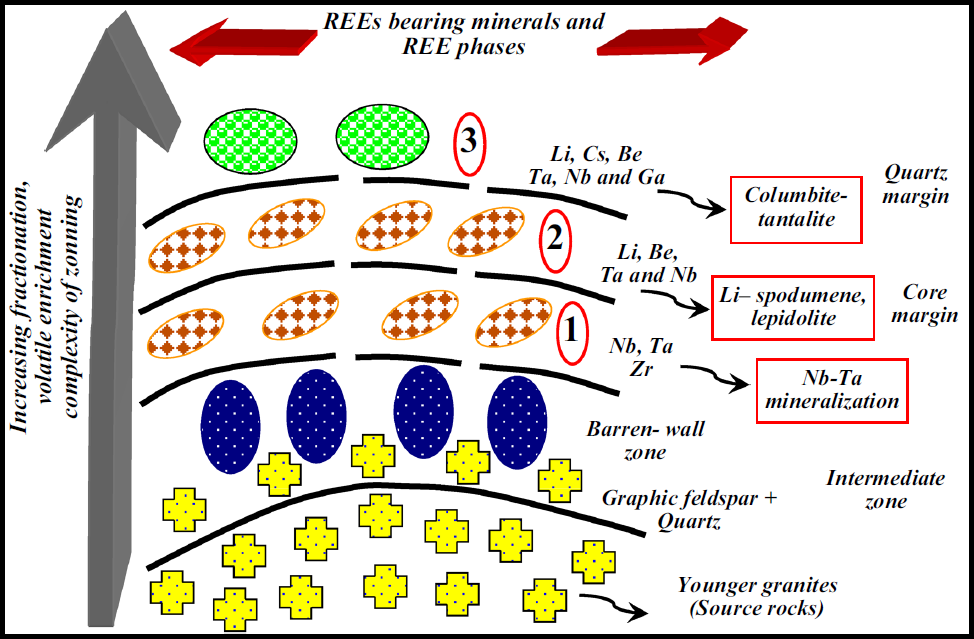 REEs bearing minerals and
REE phases
Increasing fractionation,
volatile enrichment
complexity of zonning
3
Li, Cs, Be
Ta, Nb and Ga
Columbite-
tantalite
Quartz
margin
2
Li, Be,
Ta and Nb
Li– spodumene,
lepidolite
Core
margin
1
Nb, Ta
Zr
Nb-Ta
mineralization
Barren- wall
zone
Intermediate
zone
Graphic feldspar +
Quartz
Younger granites
(Source rocks)